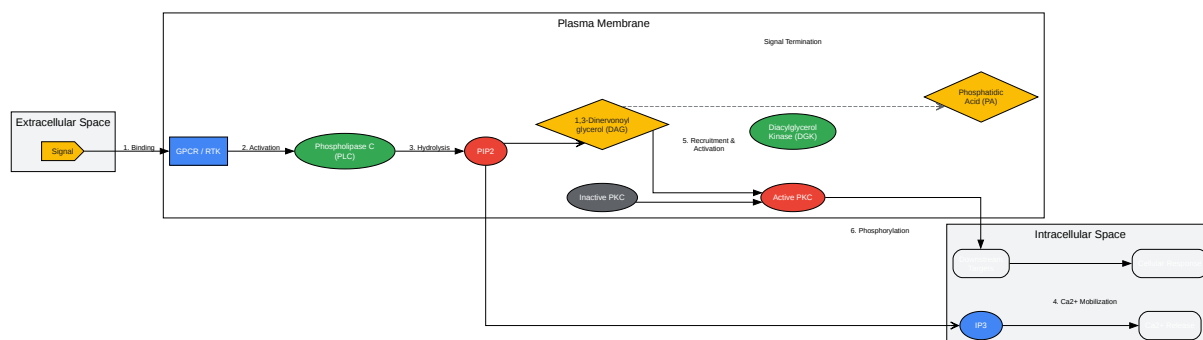 Plasma Membrane
Signal Termination
Extracellular Space
Signal
1. Binding
GPCR / RTK
2. Activation
Phospholipase C
(PLC)
3. Hydrolysis
PIP2
1,3-Dinervonoyl
glycerol (DAG)
5. Recruitment &
Activation
Diacylglycerol
Kinase (DGK)
Phosphatidic
Acid (PA)
Inactive PKC
Active PKC
6. Phosphorylation
Intracellular Space
4. Ca2+ Mobilization
IP3